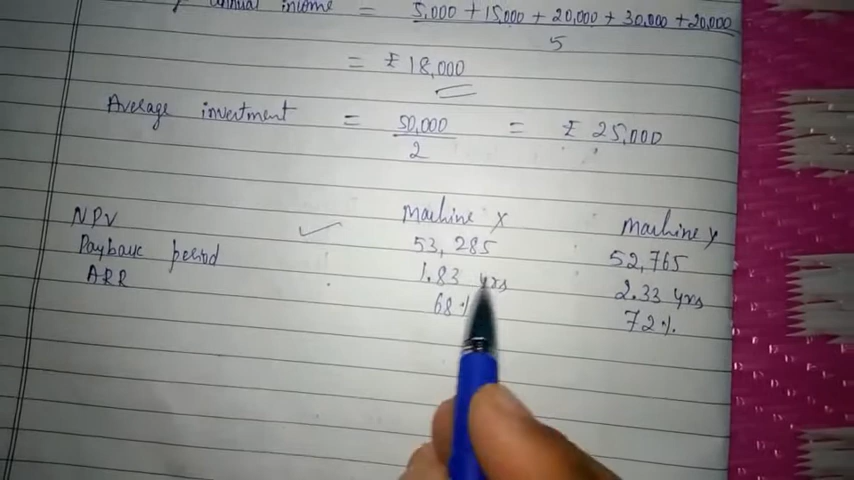 annual income = 5,000 + 15,000 + 20,000 + 30,000 + 20,000
5
= ₹ 18,000
Average investment = 50,000 = ₹ 25,000
2
Machine X Machine Y
NPV 53,285 52,765
Payback period 1.83 yrs 2.33 yrs
ARR 68% 72%